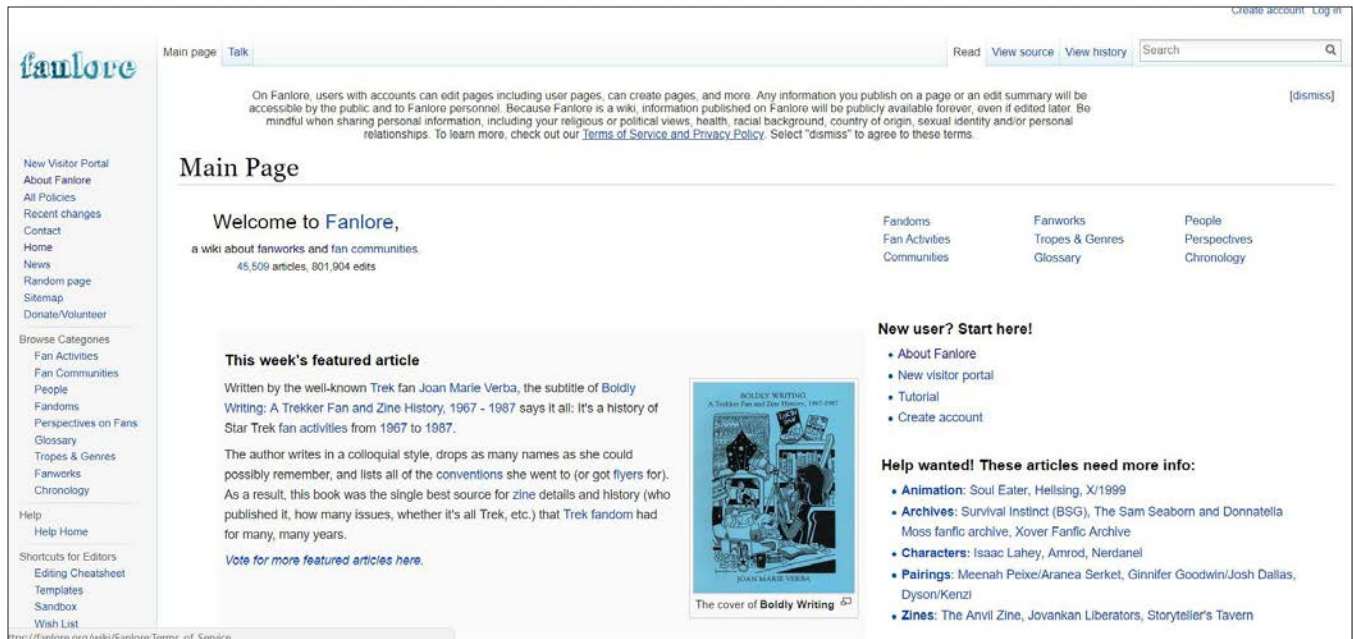 Create account Log in
fanlore
Main page Talk
Read View source View history Search
On Fanlore, users with accounts can edit pages including user pages, can create pages, and more. Any information you publish on a page or an edit summary will be
accessible by the public and to Fanlore personnel. Because Fanlore is a wiki, information published on Fanlore will be publicly available forever, even if edited later. Be
mindful when sharing personal information, including your religious or political views, health, racial background, country of origin, sexual identity and/or personal
relationships. To learn more, check out our Terms of Service and Privacy Policy. Select "dismiss" to agree to these terms.
[dismiss]
New Visitor Portal
About Fanlore
All Policies
Recent changes
Contact
Home
News
Random page
Sitemap
Donate/Volunteer
Browse Categories
Fan Activities
Fan Communities
People
Fandoms
Perspectives on Fans
Glossary
Tropes & Genres
Fanworks
Chronology
Help
Help Home
Shortcuts for Editors
Editing Cheatsheet
Templates
Sandbox
Wish List
Main Page
Welcome to Fanlore,
a wiki about fanworks and fan communities.
45,509 articles, 801,904 edits
Fandoms Fanworks People
Fan Activities Tropes & Genres Perspectives
Communities Glossary Chronology
This week's featured article
Written by the well-known Trek fan Joan Marie Verba, the subtitle of Boldly
Writing: A Trekker Fan and Zine History, 1967 - 1987 says it all: It's a history of
Star Trek fan activities from 1967 to 1987.
The author writes in a colloquial style, drops as many names as she could
possibly remember, and lists all of the conventions she went to (or got flyers for).
As a result, this book was the single best source for zine details and history (who
published it, how many issues, whether it's all Trek, etc.) that Trek fandom had
for many, many years.
Vote for more featured articles here.
BOLDLY WRITING
A Trekker Fan and Zine History, 1967-1987
JOAN MARIE VERBA
The cover of Boldly Writing
New user? Start here!
• About Fanlore
• New visitor portal
• Tutorial
• Create account
Help wanted! These articles need more info:
• Animation: Soul Eater, Hellsing, X/1999
• Archives: Survival Instinct (BSG), The Sam Seaborn and Donnatella
Moss fanfic archive, Xover Fanfic Archive
• Characters: Isaac Lahey, Amrod, Nerdanel
• Pairings: Meenah Peixe/Aranea Serket, Ginnifer Goodwin/Josh Dallas,
Dyson/Kenzi
• Zines: The Anvil Zine, Jovankan Liberators, Storyteller's Tavern